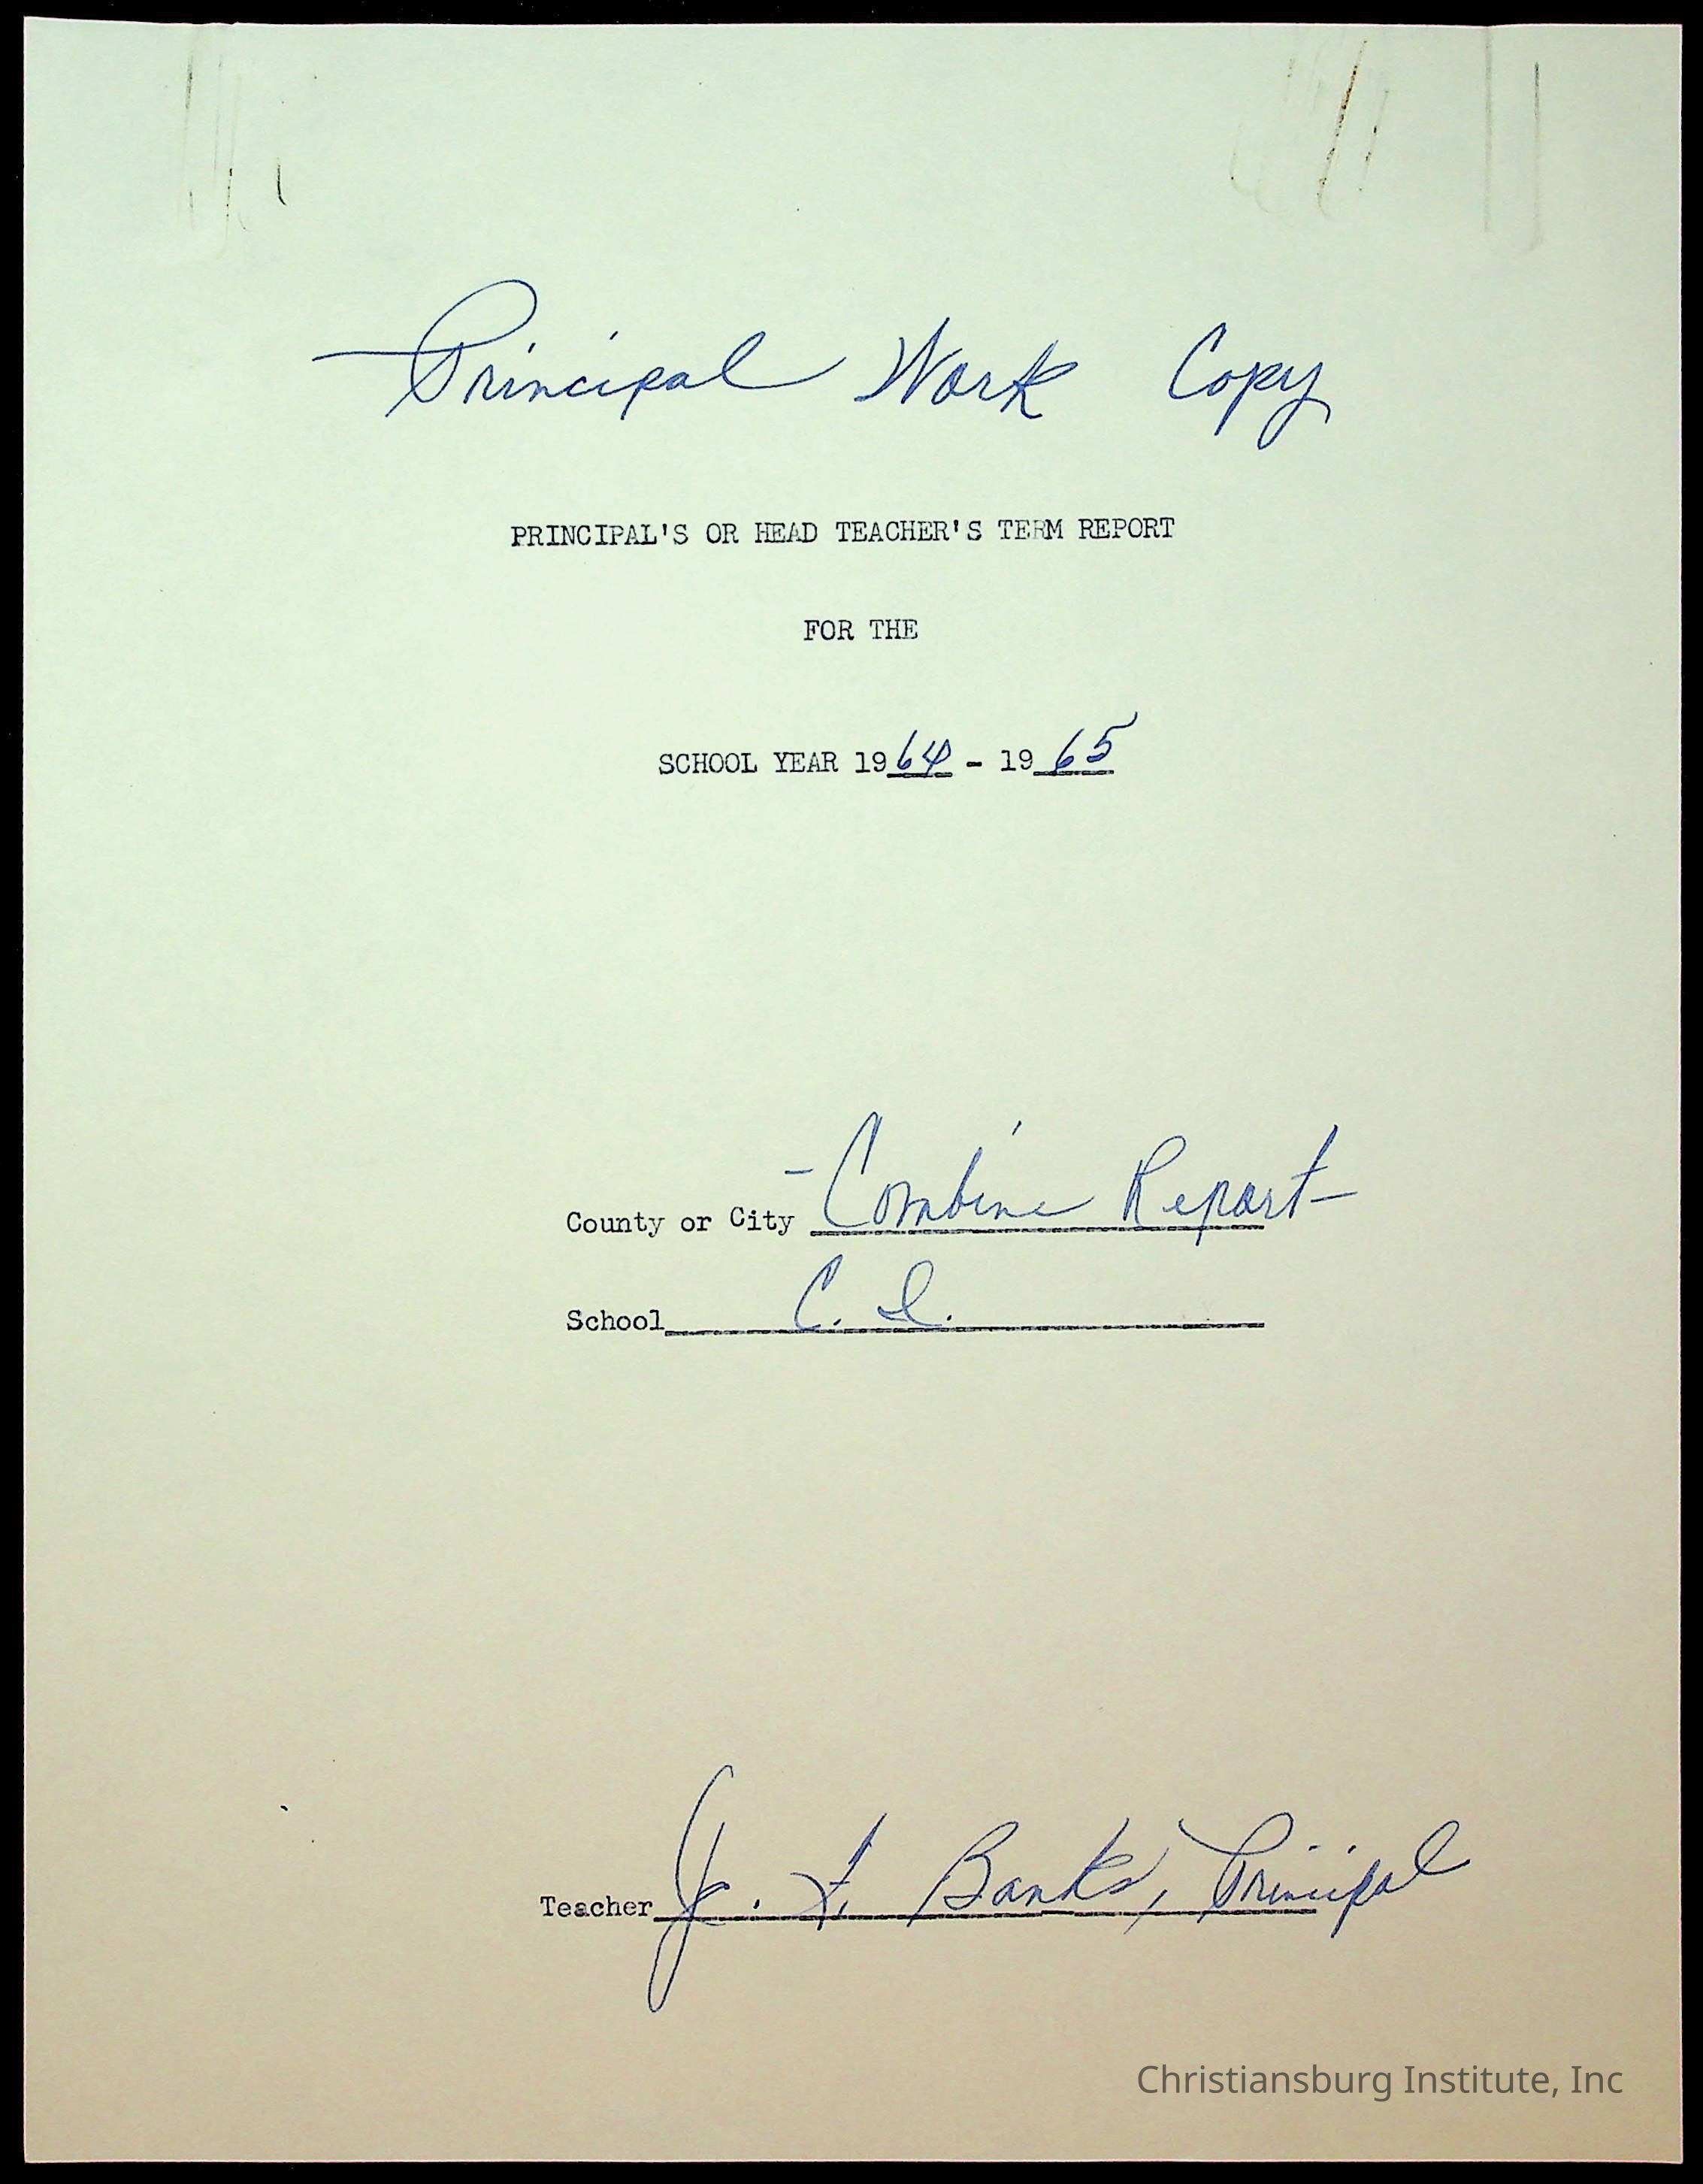 Principal Work Copy
PRINCIPAL'S OR HEAD TEACHER'S TERM REPORT
FOR THE
SCHOOL YEAR 1964 - 1965
County or City - Combine Report -
School C. I.
Teacher J. F. Banks, Principal
Christiansburg Institute, Inc